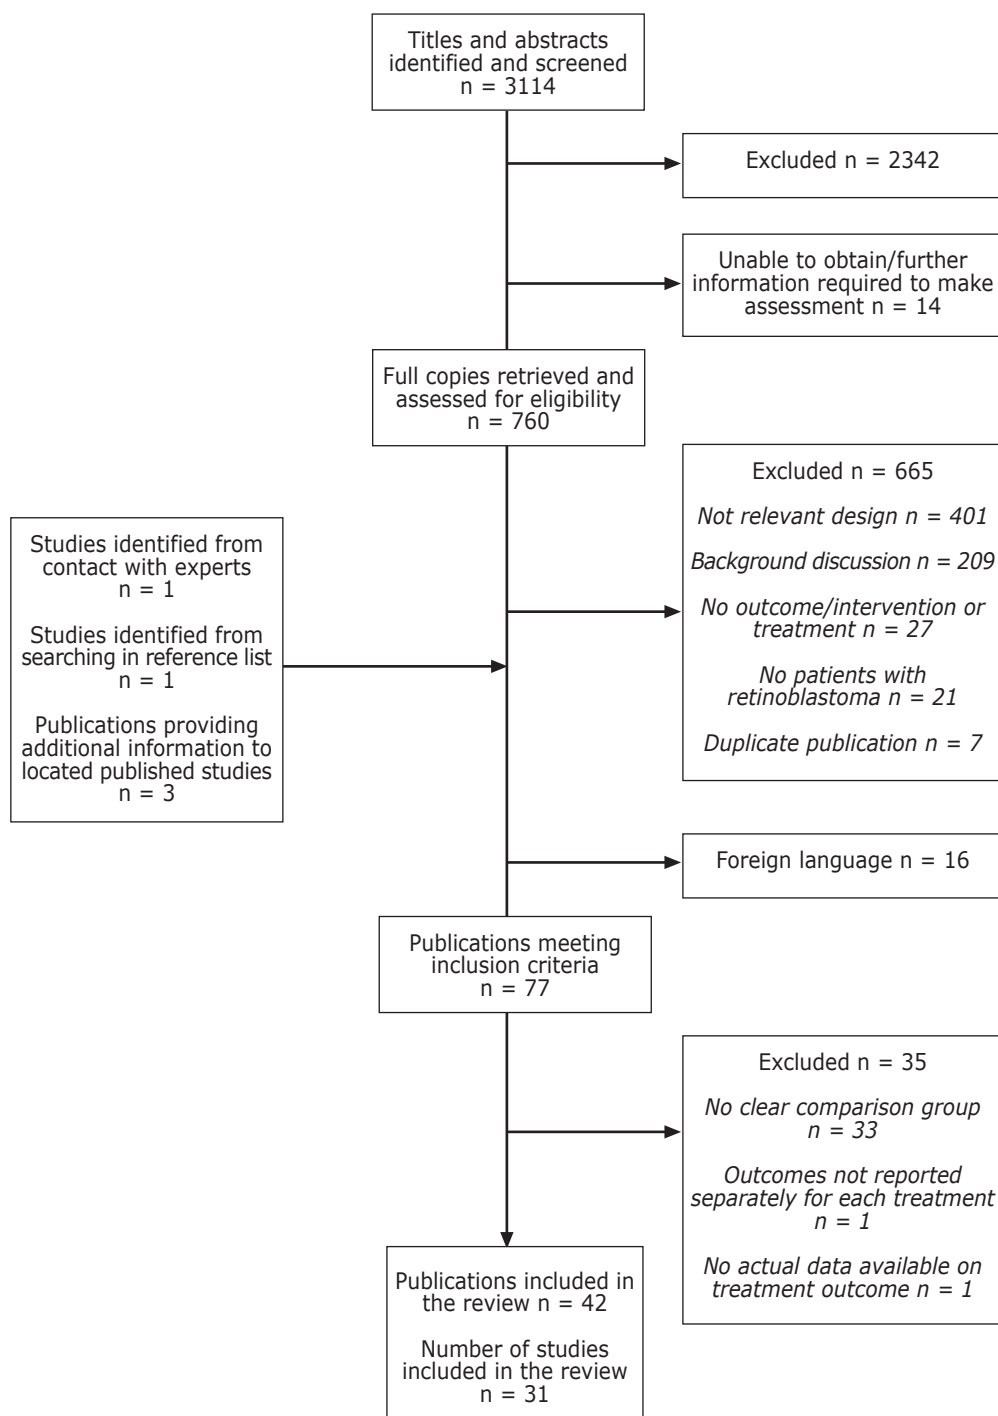 Titles and abstracts
identified and screened
n = 3114
Excluded n = 2342
Unable to obtain/further
information required to make
assessment n = 14
Full copies retrieved and
assessed for eligibility
n = 760
Excluded n = 665
Not relevant design n = 401
Background discussion n = 209
No outcome/intervention or
treatment n = 27
No patients with
retinoblastoma n = 21
Duplicate publication n = 7
Studies identified from
contact with experts
n = 1
Studies identified from
searching in reference list
n = 1
Publications providing
additional information to
located published studies
n = 3
Foreign language n = 16
Publications meeting
inclusion criteria
n = 77
Excluded n = 35
No clear comparison group
n = 33
Outcomes not reported
separately for each treatment
n = 1
No actual data available on
treatment outcome n = 1
Publications included in
the review n = 42
Number of studies
included in the review
n = 31